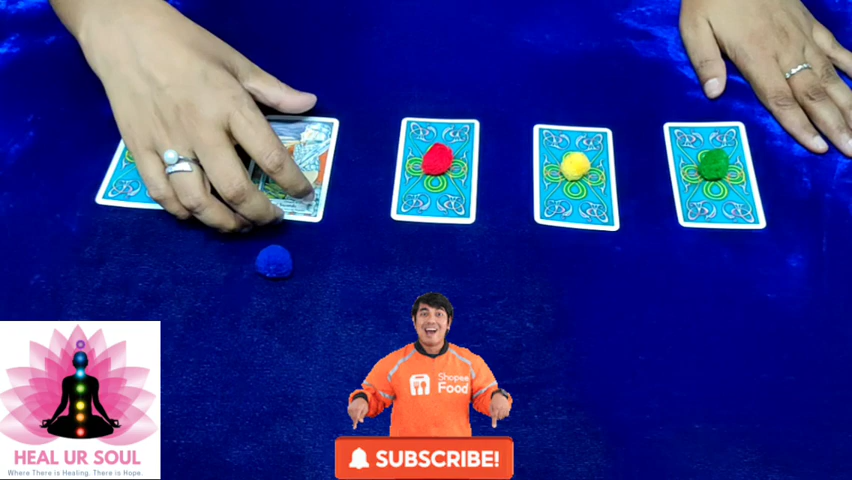 Shopee
Food
SUBSCRIBE!
HEAL UR SOUL
Where There is Healing. There is Hope.